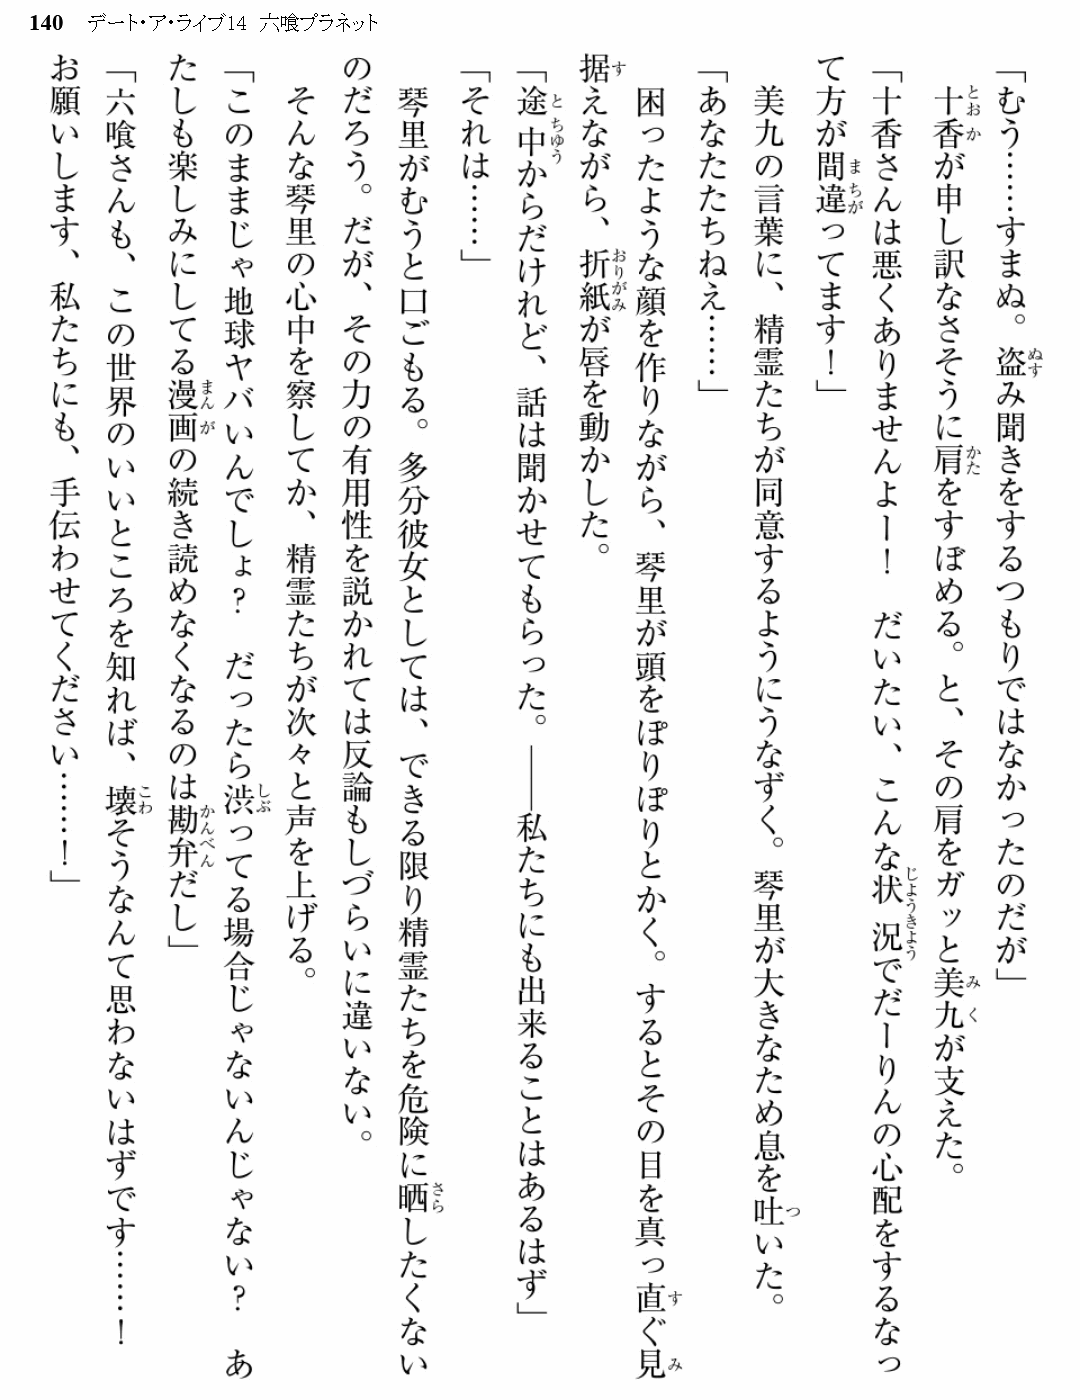 140 デート・ア・ライブ14 六喰プラネット
「むう……すまぬ。盗み聞きをするつもりではなかったのだが」
十香が申し訳なさそうに肩をすぼめる。と、その肩をガッと美九が支えた。
「十香さんは悪くありませんよー！　だいたい、こんな状況でだーりんの心配をするなっ
て方が間違ってます！」
美九の言葉に、精霊たちが同意するようにうなずく。琴里が大きなため息を吐いた。
「あなたたちねえ……」
困ったような顔を作りながら、琴里が頭をぽりぽりとかく。するとその目を真っ直ぐ見
据えながら、折紙が唇を動かした。
「途中からだけれど、話は聞かせてもらった。――私たちにも出来ることはあるはず」
「それは……」
琴里がむうと口ごもる。多分彼女としては、できる限り精霊たちを危険に晒したくない
のだろう。だが、その力の有用性を説かれては反論もしづらいに違いない。
そんな琴里の心中を察してか、精霊たちが次々と声を上げる。
「このままじゃ地球ヤバいんでしょ？　だったら渋ってる場合じゃないんじゃない？　あ
たしも楽しみにしてる漫画の続き読めなくなるのは勘弁だし」
「六喰さんも、この世界のいいところを知れば、壊そうなんて思わないはずです……！
お願いします、私たちにも、手伝わせてください……！」